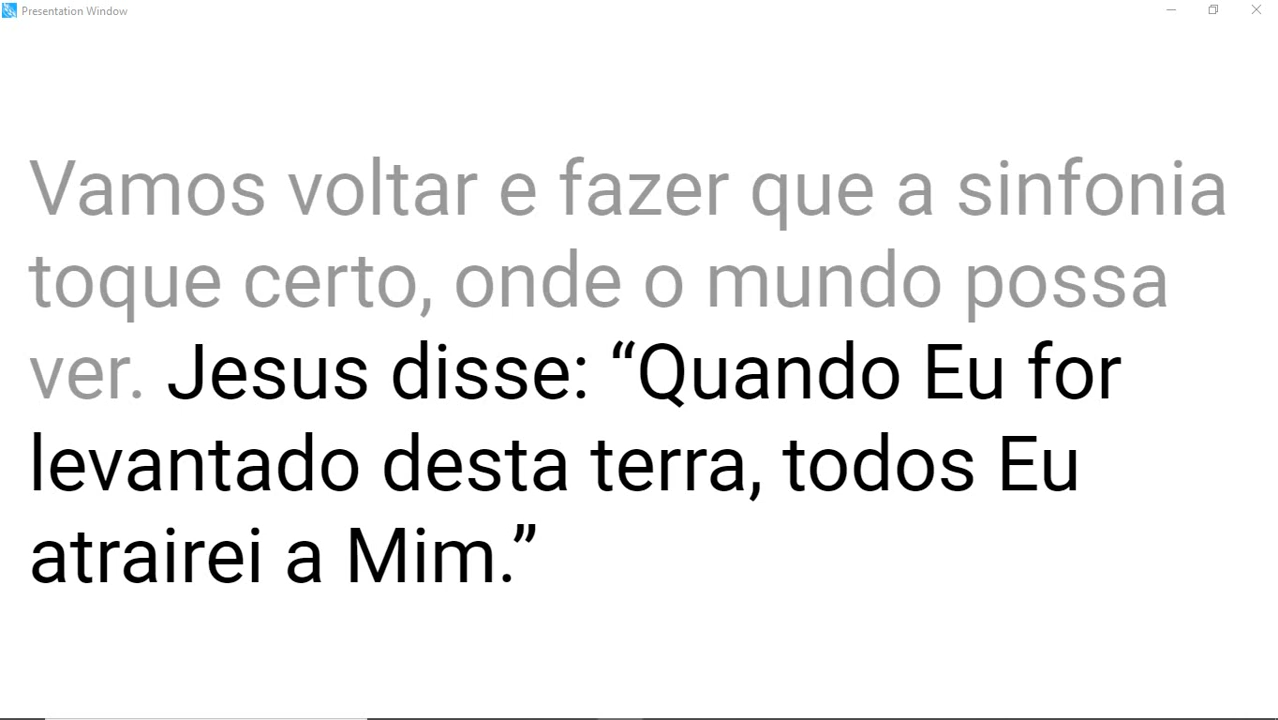 Presentation Window
Vamos voltar e fazer que a sinfonia
toque certo, onde o mundo possa
ver. Jesus disse: “Quando Eu for
levantado desta terra, todos Eu
atrairei a Mim.”